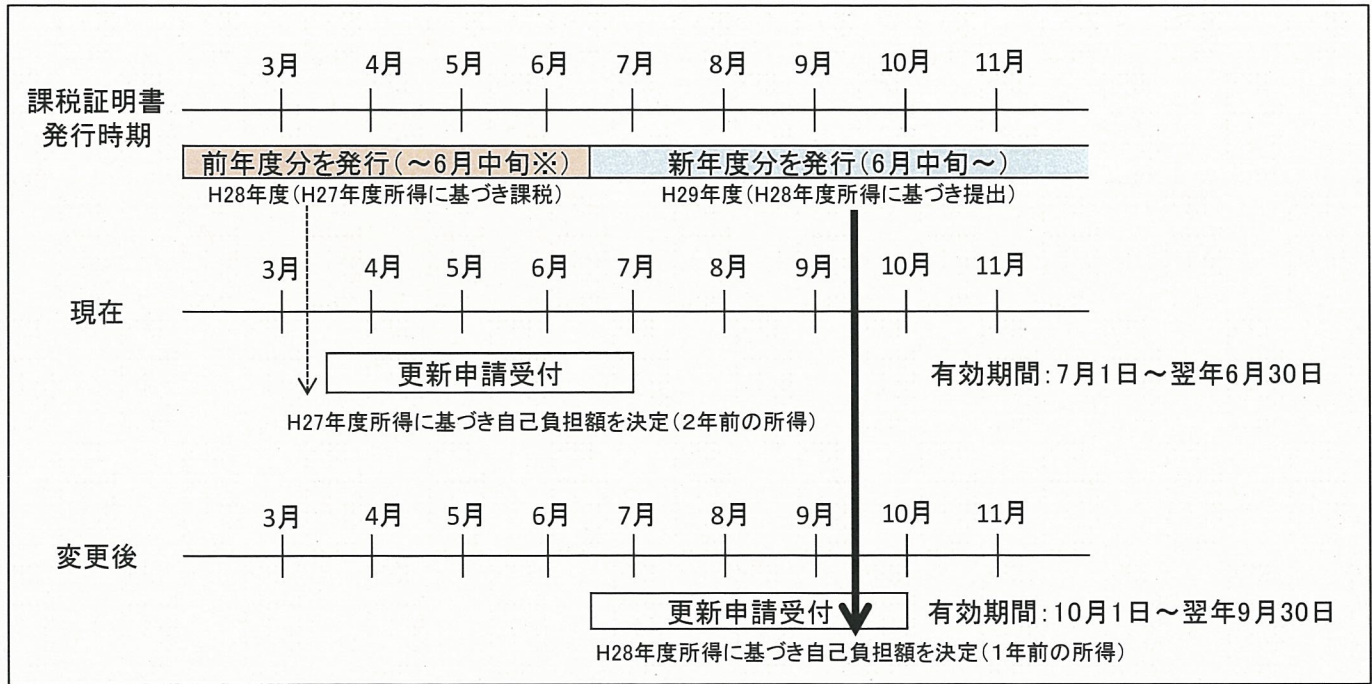 3月 4月 5月 6月 7月 8月 9月 10月 11月
課税証明書
発行時期
前年度分を発行(～6月中旬※)
新年度分を発行(6月中旬～)
H28年度(H27年度所得に基づき課税)
H29年度(H28年度所得に基づき提出)
3月 4月 5月 6月 7月 8月 9月 10月 11月
現在
更新申請受付
有効期間:7月1日～翌年6月30日
H27年度所得に基づき自己負担額を決定(2年前の所得)
3月 4月 5月 6月 7月 8月 9月 10月 11月
変更後
更新申請受付
有効期間:10月1日～翌年9月30日
H28年度所得に基づき自己負担額を決定(1年前の所得)